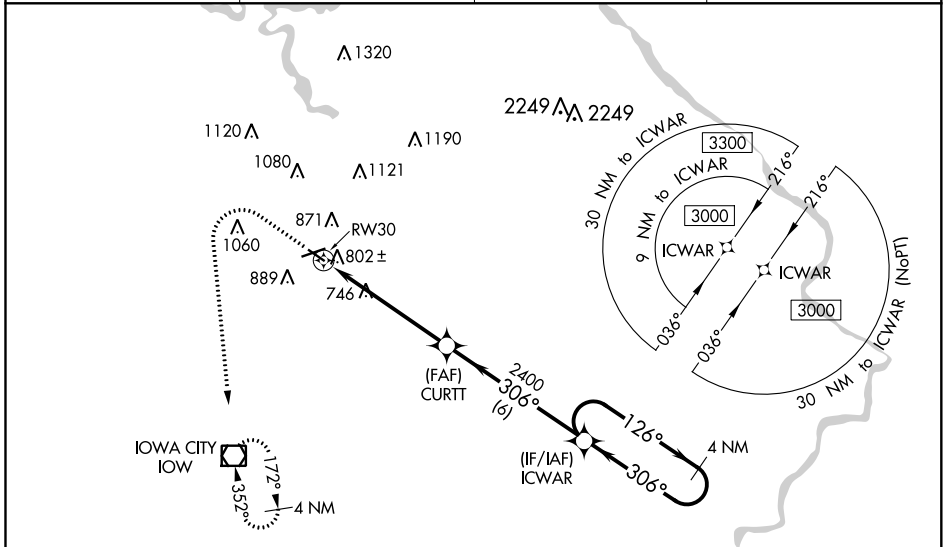 1320
2249 2249
1120
1190
1080
1121
871
RW30
1060
802 ±
889
746
30 NM to ICWAR
3300
216°
9 NM to ICWAR
3000
216°
ICWAR
ICWAR
3000
036°
036°
30 NM to ICWAR (NoPT)
(FAF)
CURTT
2400
306°
(6)
126°
4 NM
306°
(IF/IAF)
ICWAR
IOWA CITY
IOW
172°
352°
4 NM